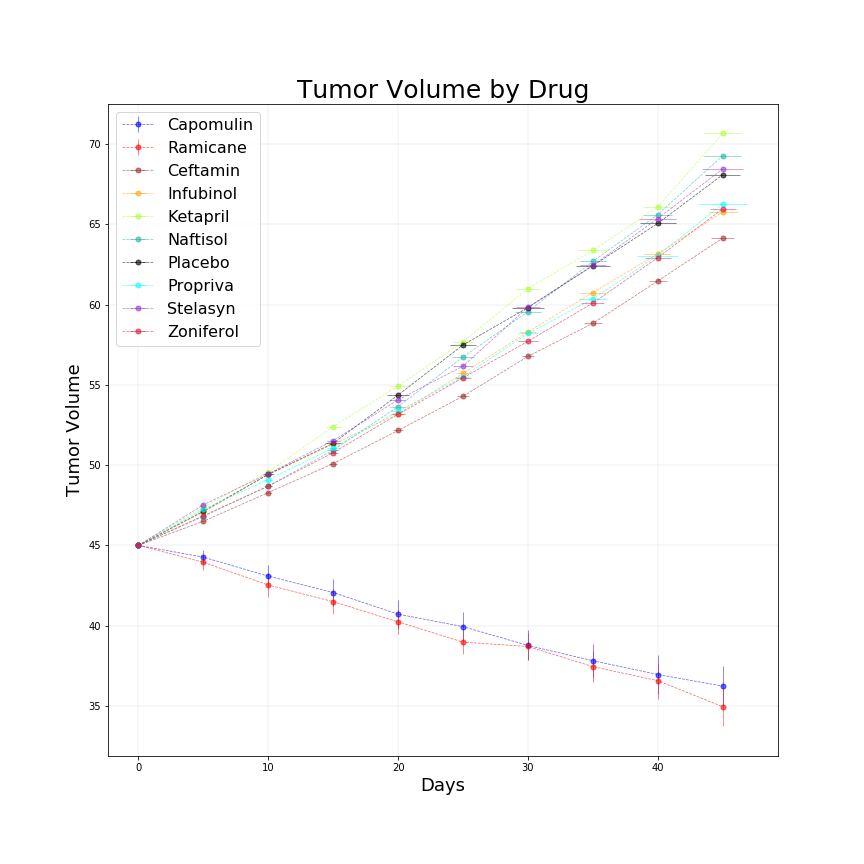 Tumor Volume by Drug
Capomulin
Ramicane
Ceftamin
Infubinol
Ketapril
Naftisol
Placebo
Propriva
Stelasyn
Zoniferol
70
65
60
55
50
45
40
35
Tumor Volume
0 10 20 30 40
Days